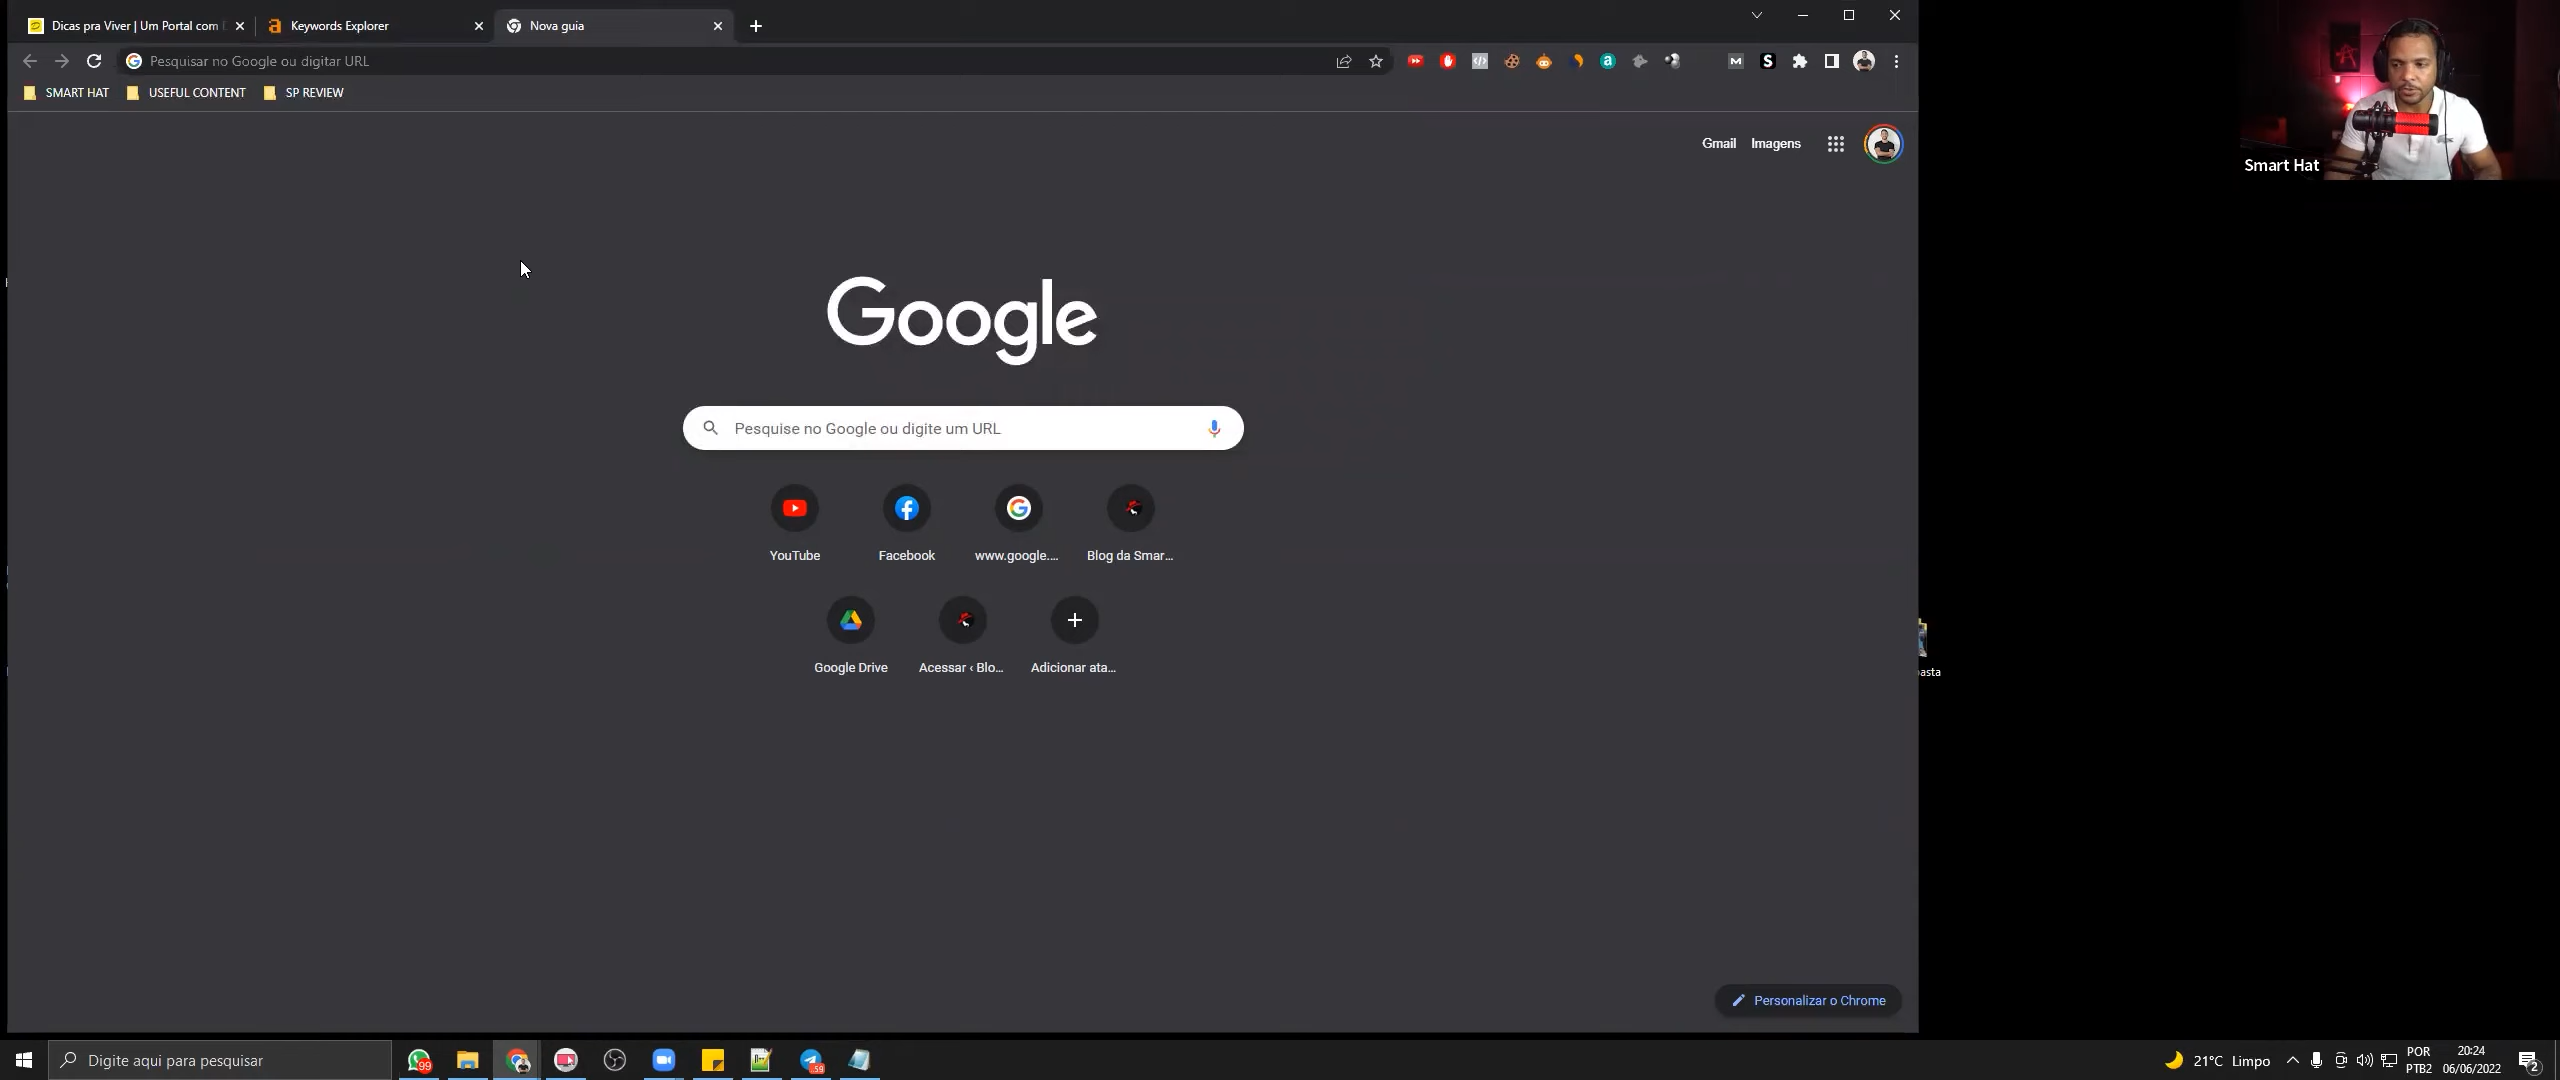 Dicas pra Viver | Um Portal com
Keywords Explorer
Nova guia
Pesquisar no Google ou digitar URL
SMART HAT
USEFUL CONTENT
SP REVIEW
Gmail
Imagens
Smart Hat
Google
Pesquise no Google ou digite um URL
YouTube
Facebook
www.google....
Blog da Smar...
Google Drive
Acessar ‹ Blo...
Adicionar ata...
asta
Personalizar o Chrome
Digite aqui para pesquisar
99
59
21°C Limpo
POR
PTB2
20:24
06/06/2022
2